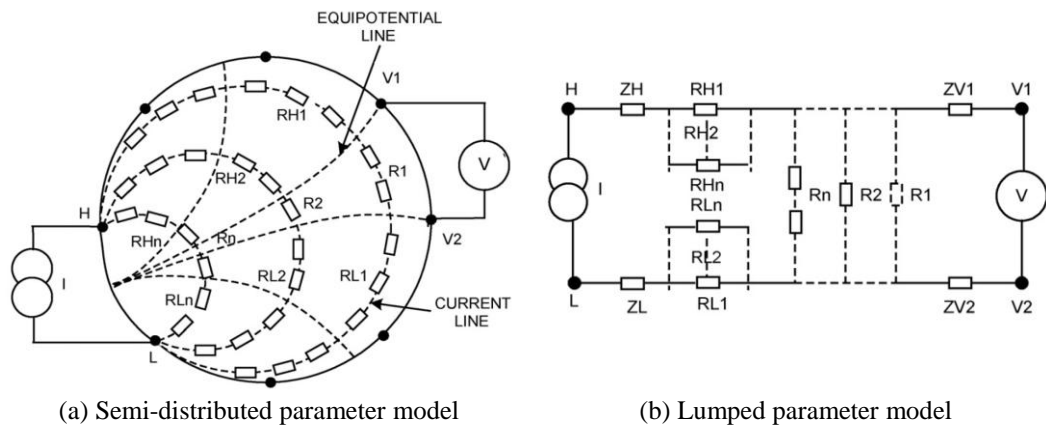 EQUIPOTENTIAL
LINE
V1
RH1
R1
RH2
R2
H
V
Rn
RHn
V2
I
RL2
RL1
RLn
CURRENT
LINE
L
(a) Semi-distributed parameter model
H
ZH
RH1
ZV1
V1
RH2
RHn
I
Rn
R2
R1
V
RLn
RL2
L
ZL
RL1
ZV2
V2
(b) Lumped parameter model